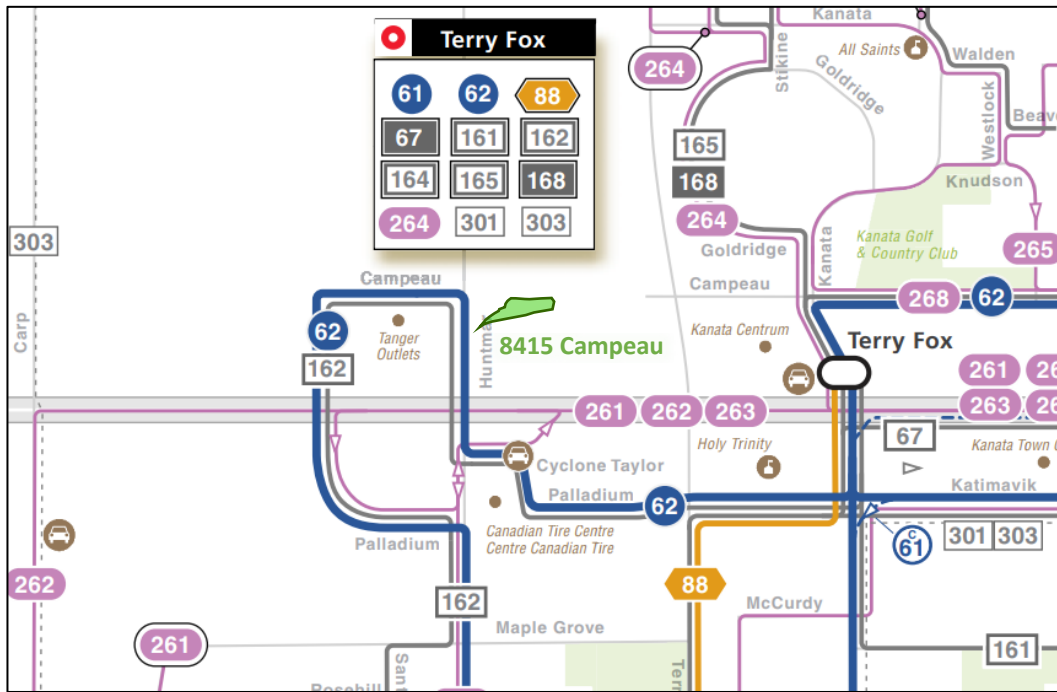 Terry Fox
61 62 88
67 161 162
164 165 168
264 301 303
Kanata
All Saints
Walden
264
Stikine
Goldridge
Westlock
165
168
Knudson
264
303
Kanata Golf
& Country Club
265
Goldridge
Kanata
Campeau
Campeau
268 62
Carp
62
Tanger
Outlets
Huntmar
8415 Campeau
Kanata Centrum
Terry Fox
162
261
261 262 263
263
67
Holy Trinity
Cyclone Taylor
Palladium
62
Katimavik
Canadian Tire Centre
Centre Canadian Tire
C
61
301 303
Palladium
262
162
88
McCurdy
Maple Grove
261
161